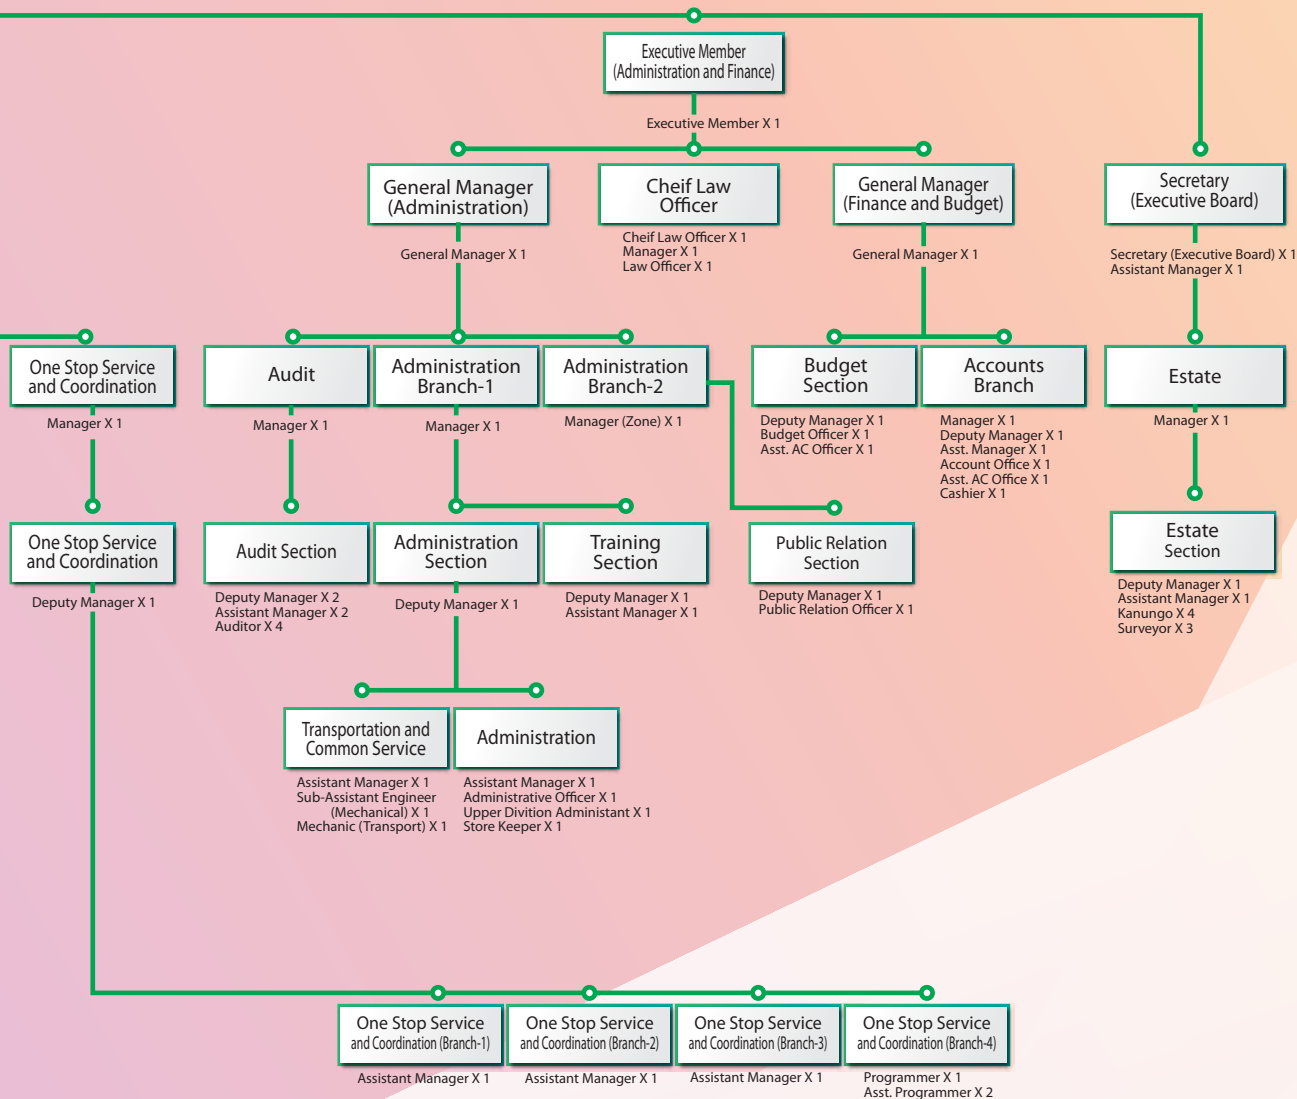 Executive Member
(Administration and Finance)
Executive Member X 1
General Manager
(Administration)
General Manager X 1
Cheif Law
Officer
Cheif Law Officer X 1
Manager X 1
Law Officer X 1
General Manager
(Finance and Budget)
General Manager X 1
Secretary
(Executive Board)
Secretary (Executive Board) X 1
Assistant Manager X 1
One Stop Service
and Coordination
Manager X 1
Audit
Manager X 1
Administration
Branch-1
Manager X 1
Administration
Branch-2
Manager (Zone) X 1
Budget
Section
Deputy Manager X 1
Budget Officer X 1
Asst. AC Officer X 1
Accounts
Branch
Manager X 1
Deputy Manager X 1
Asst. Manager X 1
Account Office X 1
Asst. AC Office X 1
Cashier X 1
Estate
Manager X 1
One Stop Service
and Coordination
Deputy Manager X 1
Audit Section
Deputy Manager X 2
Assistant Manager X 2
Auditor X 4
Administration
Section
Deputy Manager X 1
Training
Section
Deputy Manager X 1
Assistant Manager X 1
Public Relation
Section
Deputy Manager X 1
Public Relation Officer X 1
Estate
Section
Deputy Manager X 1
Assistant Manager X 1
Kanungo X 4
Surveyor X 3
Transportation and
Common Service
Assistant Manager X 1
Sub-Assistant Engineer
(Mechanical) X 1
Mechanic (Transport) X 1
Administration
Assistant Manager X 1
Administrative Officer X 1
Upper Divition Administant X 1
Store Keeper X 1
One Stop Service
and Coordination (Branch-1)
Assistant Manager X 1
One Stop Service
and Coordination (Branch-2)
Assistant Manager X 1
One Stop Service
and Coordination (Branch-3)
Assistant Manager X 1
One Stop Service
and Coordination (Branch-4)
Programmer X 1
Asst. Programmer X 2